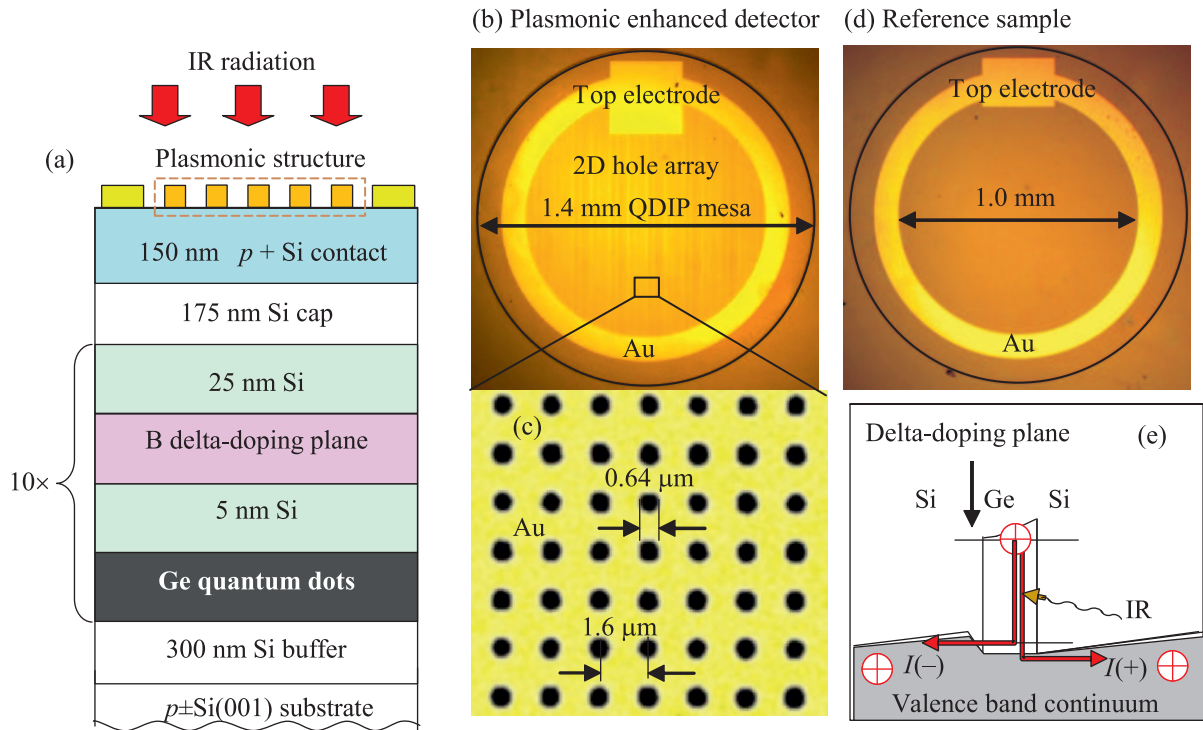 (b) Plasmonic enhanced detector
(d) Reference sample
IR radiation
(a)
Plasmonic structure
150 nm p + Si contact
175 nm Si cap
25 nm Si
B delta-doping plane
10×
5 nm Si
Ge quantum dots
300 nm Si buffer
p±Si(001) substrate
Top electrode
2D hole array
1.4 mm QDIP mesa
Au
(c)
0.64 μm
Au
1.6 μm
Top electrode
1.0 mm
Au
(e)
Delta-doping plane
Si Ge Si
IR
I(−) I(+)
Valence band continuum